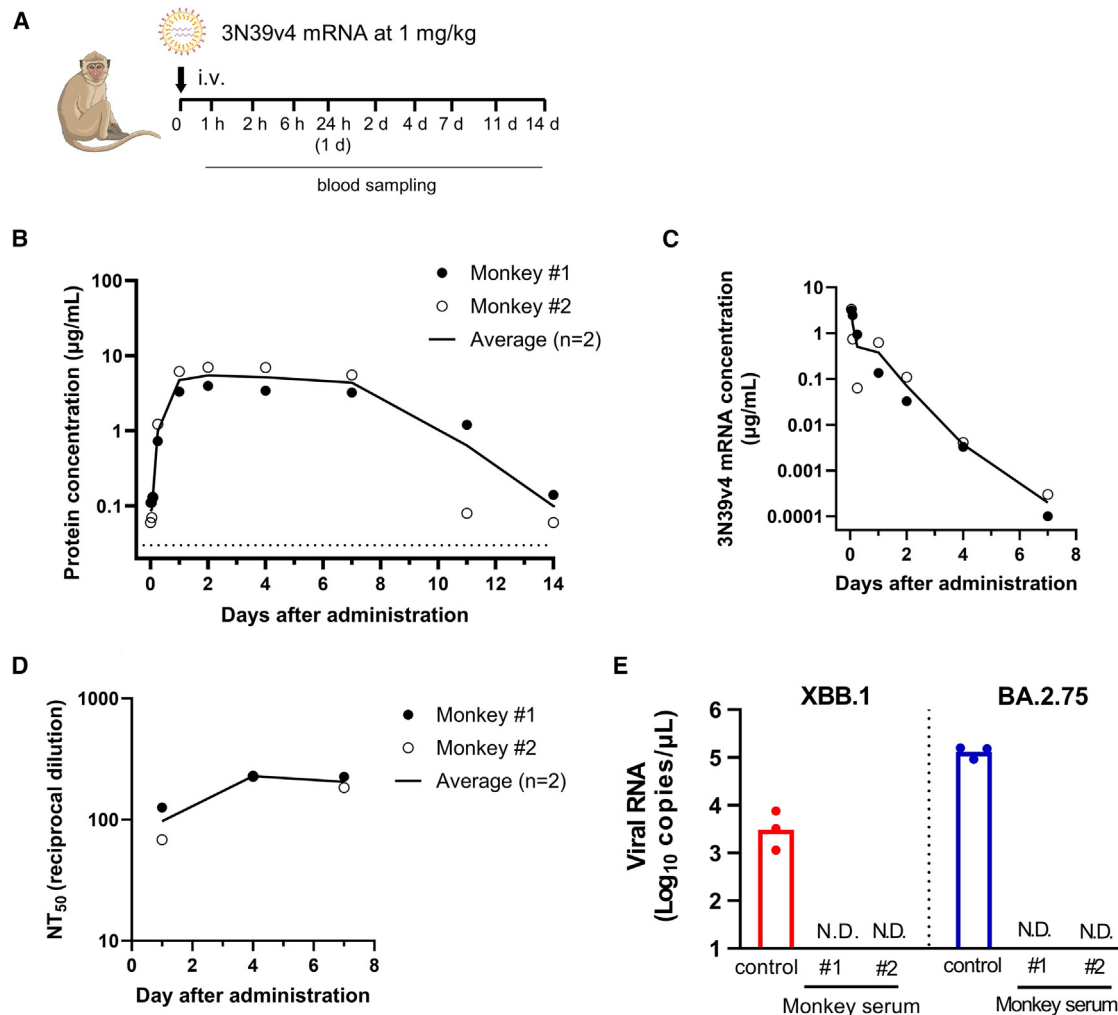 A
3N39v4 mRNA at 1 mg/kg
i.v.
0 1 h 2 h 6 h 24 h 2 d 4 d 7 d 11 d 14 d
(1 d)
blood sampling
B
Protein concentration (µg/mL)
100
10
1
0.1
0 2 4 6 8 10 12 14
Days after administration
Monkey #1
Monkey #2
Average (n=2)
C
3N39v4 mRNA concentration
(µg/mL)
10
1
0.1
0.01
0.001
0.0001
0 2 4 6 8
Days after administration
D
NT50 (reciprocal dilution)
1000
100
10
0 2 4 6 8
Day after administration
Monkey #1
Monkey #2
Average (n=2)
E
XBB.1 BA.2.75
Viral RNA
(Log10 copies/µL)
6
5
4
3
2
1
N.D. N.D. N.D. N.D.
control #1 #2 control #1 #2
Monkey serum Monkey serum